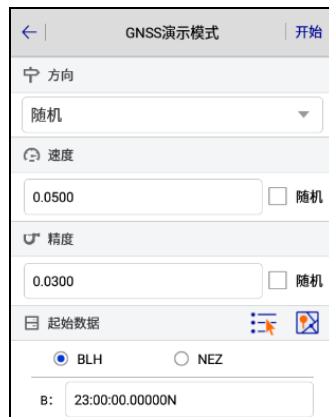 GNSS演示模式 开始
方向
随机
速度
0.0500 随机
精度
0.0300 随机
起始数据
BLH NEZ
B: 23:00:00.00000N